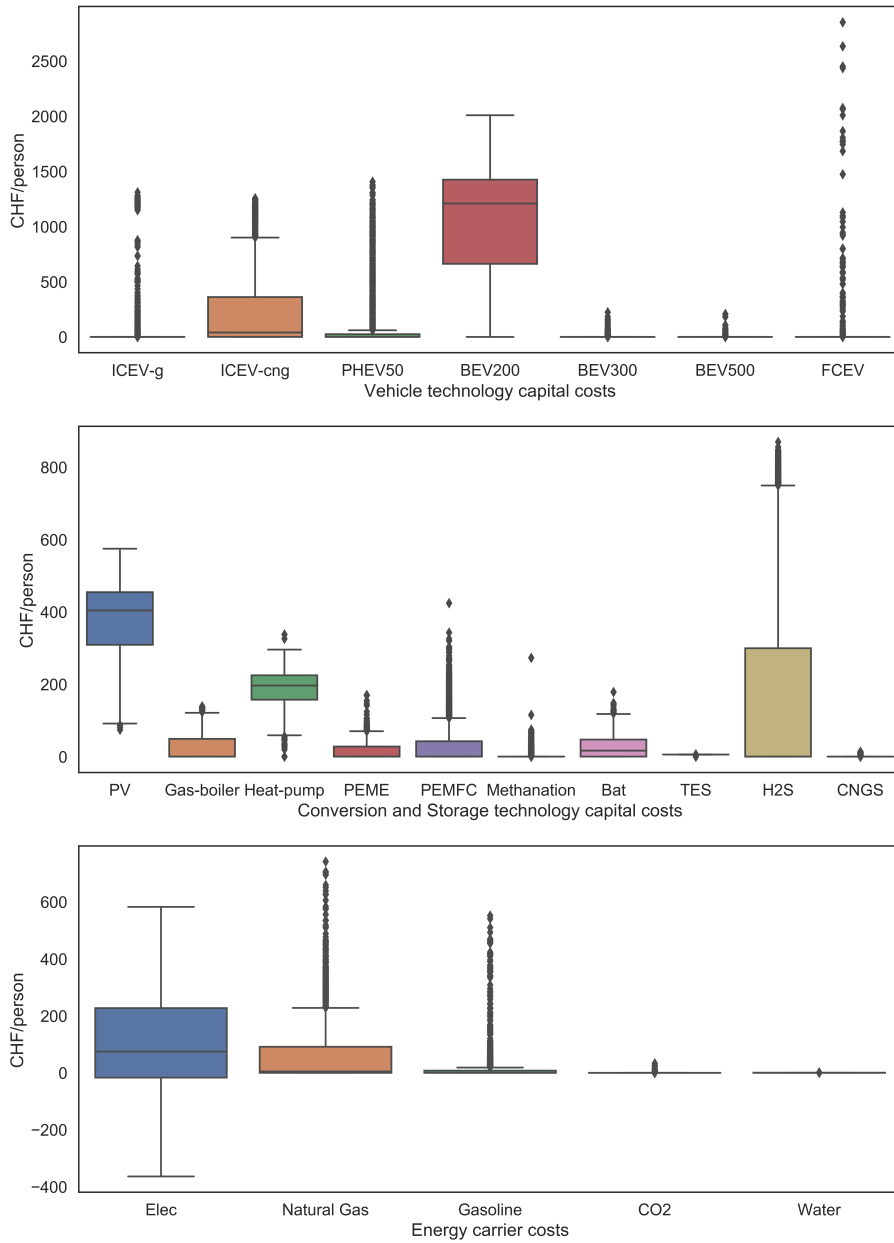 2500
2000
1500
1000
500
0
CHF/person
ICEV-g ICEV-cng PHEV50 BEV200 BEV300 BEV500 FCEV
Vehicle technology capital costs
800
600
400
200
0
CHF/person
PV Gas-boiler Heat-pump PEME PEMFC Methanation Bat TES H2S CNGS
Conversion and Storage technology capital costs
600
400
200
0
−200
−400
CHF/person
Elec Natural Gas Gasoline CO2 Water
Energy carrier costs